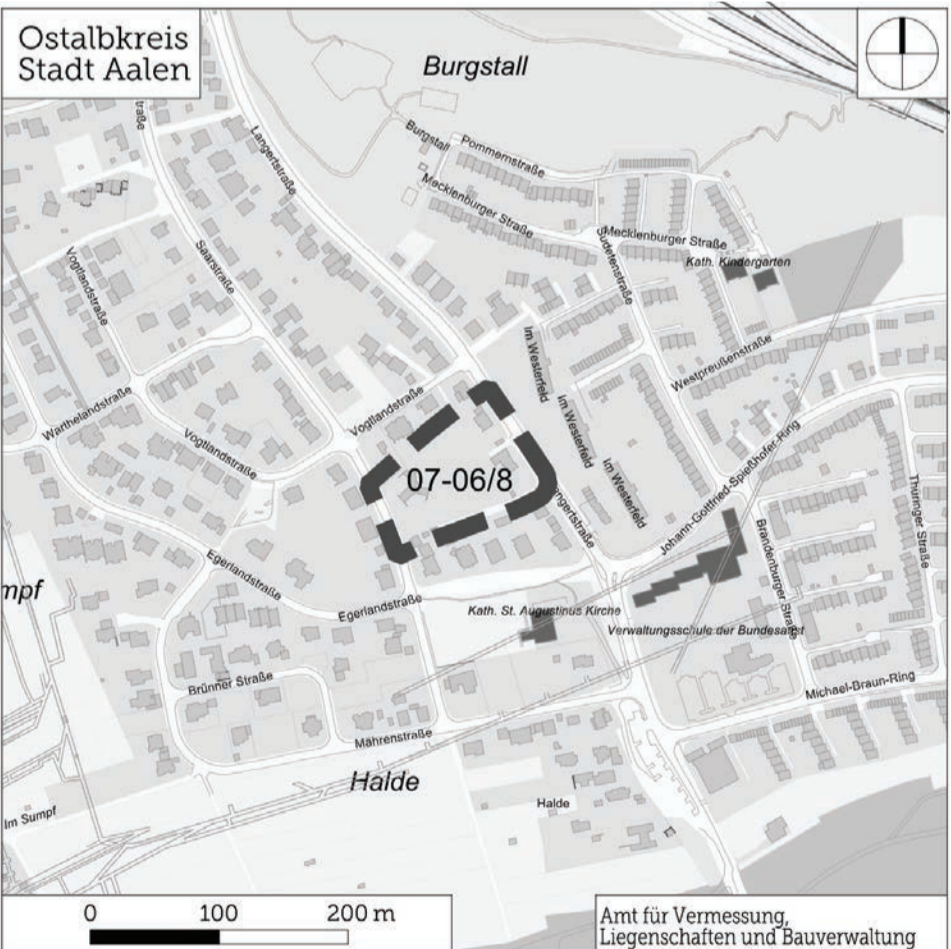 Ostalbkreis
Stadt Aalen
Burgstall
Burgstall
Pommernstraße
Langertstraße
Mecklenburger Straße
Mecklenburger Straße
Sudetenstraße
Kath. Kindergarten
Saarstraße
Vogtlandstraße
Im Westerfeld
Westpreußenstraße
Warthelandstraße
Vogtlandstraße
Vogtlandstraße
Im Westerfeld
Im Westerfeld
07-06/8
Johann-Gottfried-Spießhofer-Ring
Thüringer Straße
Brandenburger Straße
Egerlandstraße
Egerlandstraße
Kath. St. Augustinus Kirche
Verwaltungsschule der Bundesanst
Brünner Straße
Michael-Braun-Ring
Mährenstraße
Halde
Halde
Im Sumpf
0 100 200 m
Amt für Vermessung,
Liegenschaften und Bauverwaltung